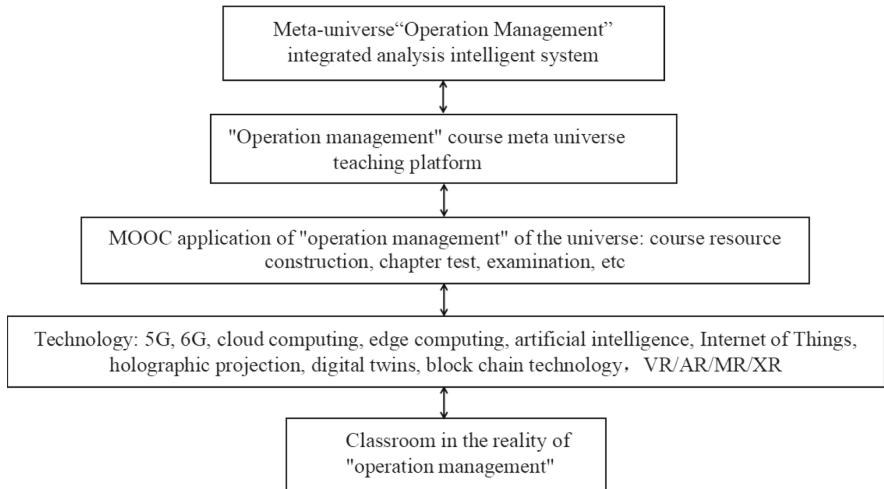 Meta-universe“Operation Management”
integrated analysis intelligent system
"Operation management" course meta universe
teaching platform
MOOC application of "operation management" of the universe: course resource
construction, chapter test, examination, etc
Technology: 5G, 6G, cloud computing, edge computing, artificial intelligence, Internet of Things,
holographic projection, digital twins, block chain technology，VR/AR/MR/XR
Classroom in the reality of
"operation management"